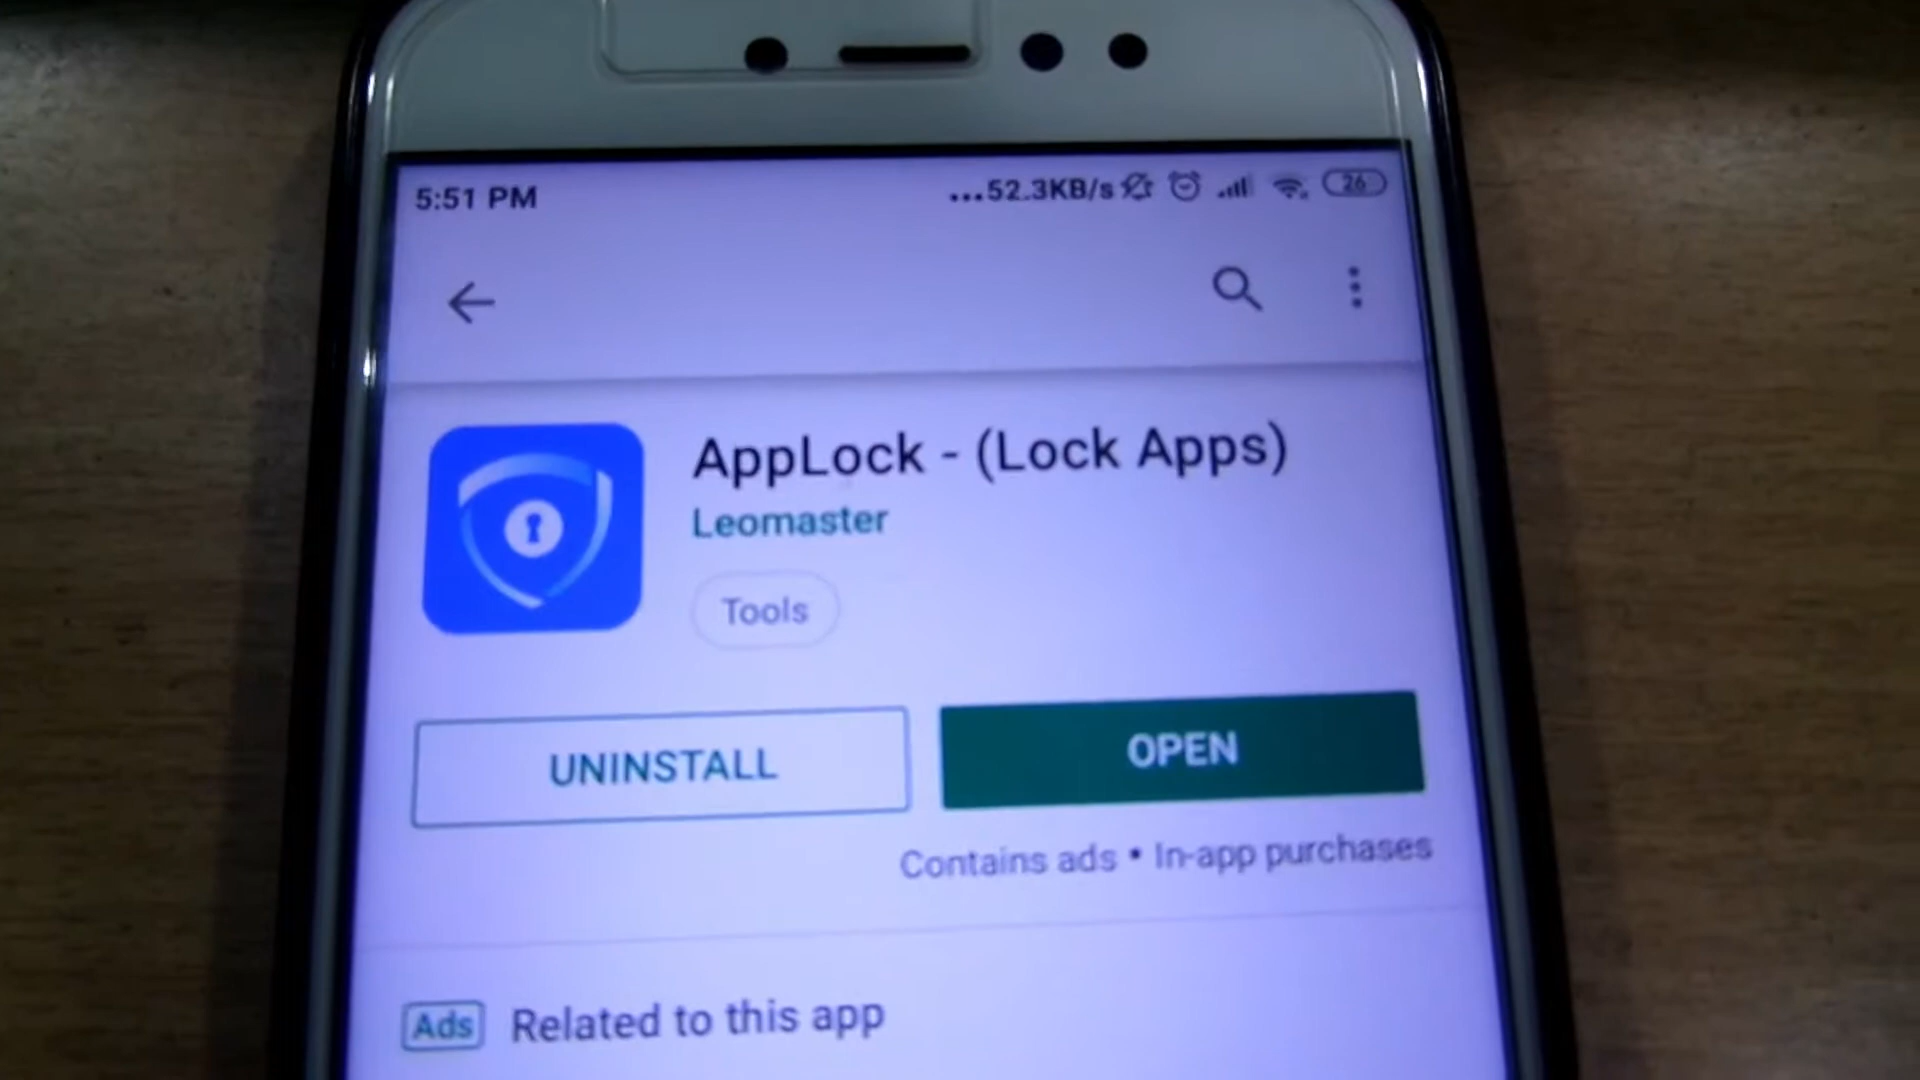 5:51 PM ...52.3KB/s 26
AppLock - (Lock Apps)
Leomaster
Tools
UNINSTALL OPEN
Contains ads • In-app purchases
Ads Related to this app